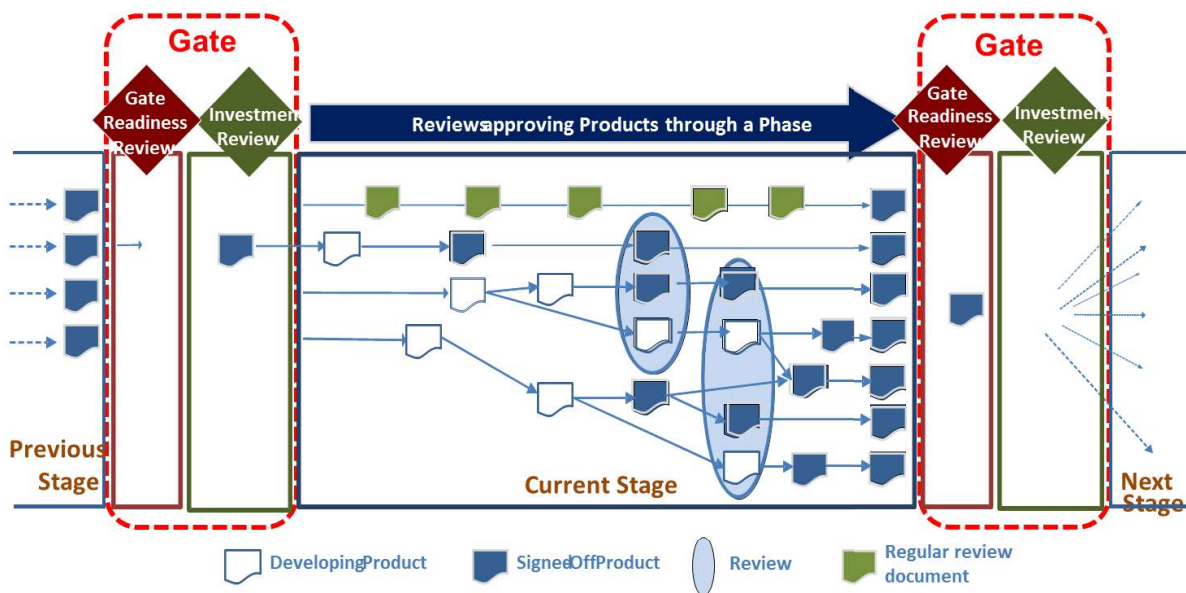 Gate
Gate
Gate
Readiness
Review
Investment
Review
Reviewsapproving Products through a Phase
Gate
Readiness
Review
Investment
Review
Previous
Stage
Current Stage
Next
Stage
DevelopingProduct
SignedOffProduct
Review
Regular review
document